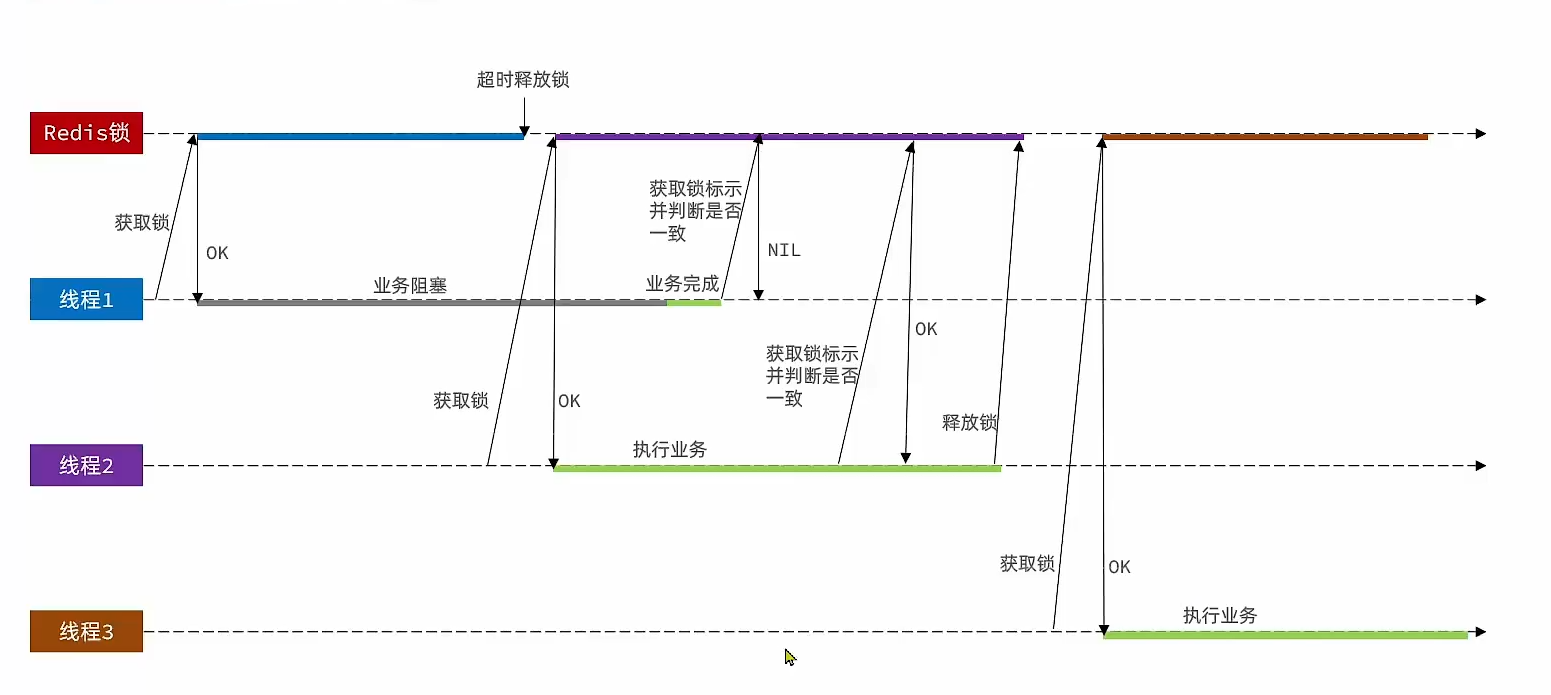 超时释放锁
Redis锁
获取锁标示
并判断是否
一致
获取锁
OK
NIL
业务阻塞
业务完成
线程1
OK
获取锁标示
并判断是否
一致
获取锁
OK
释放锁
执行业务
线程2
获取锁
OK
执行业务
线程3